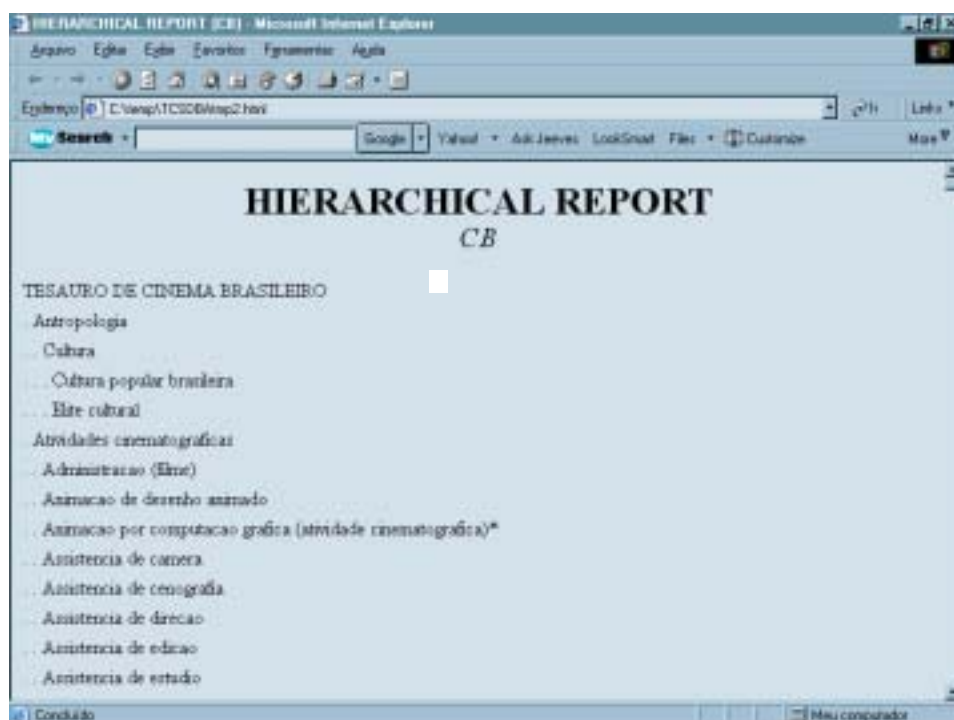 HIERARCHICAL REPORT (CB) - Microsoft Internet Explorer
Arquivo Editar Exibir Favoritos Ferramentas Ajuda
Endereço Ir Links
Search Google Yahoo! Ask Jeeves LookSmart Files Customize More
HIERARCHICAL REPORT
CB
TESAURO DE CINEMA BRASILEIRO
. Antropologia
. . Cultura
. . . Cultura popular brasileira
. . . Elite cultural
. Atividades cinematograficas
. . Administracao (filme)
. . Animacao de desenho animado
. . Animacao por computacao grafica (atividade cinematografica)*
. . Assistencia de camera
. . Assistencia de cenografia
. . Assistencia de direcao
. . Assistencia de edicao
. . Assistencia de estudio
Concluído Meu computador